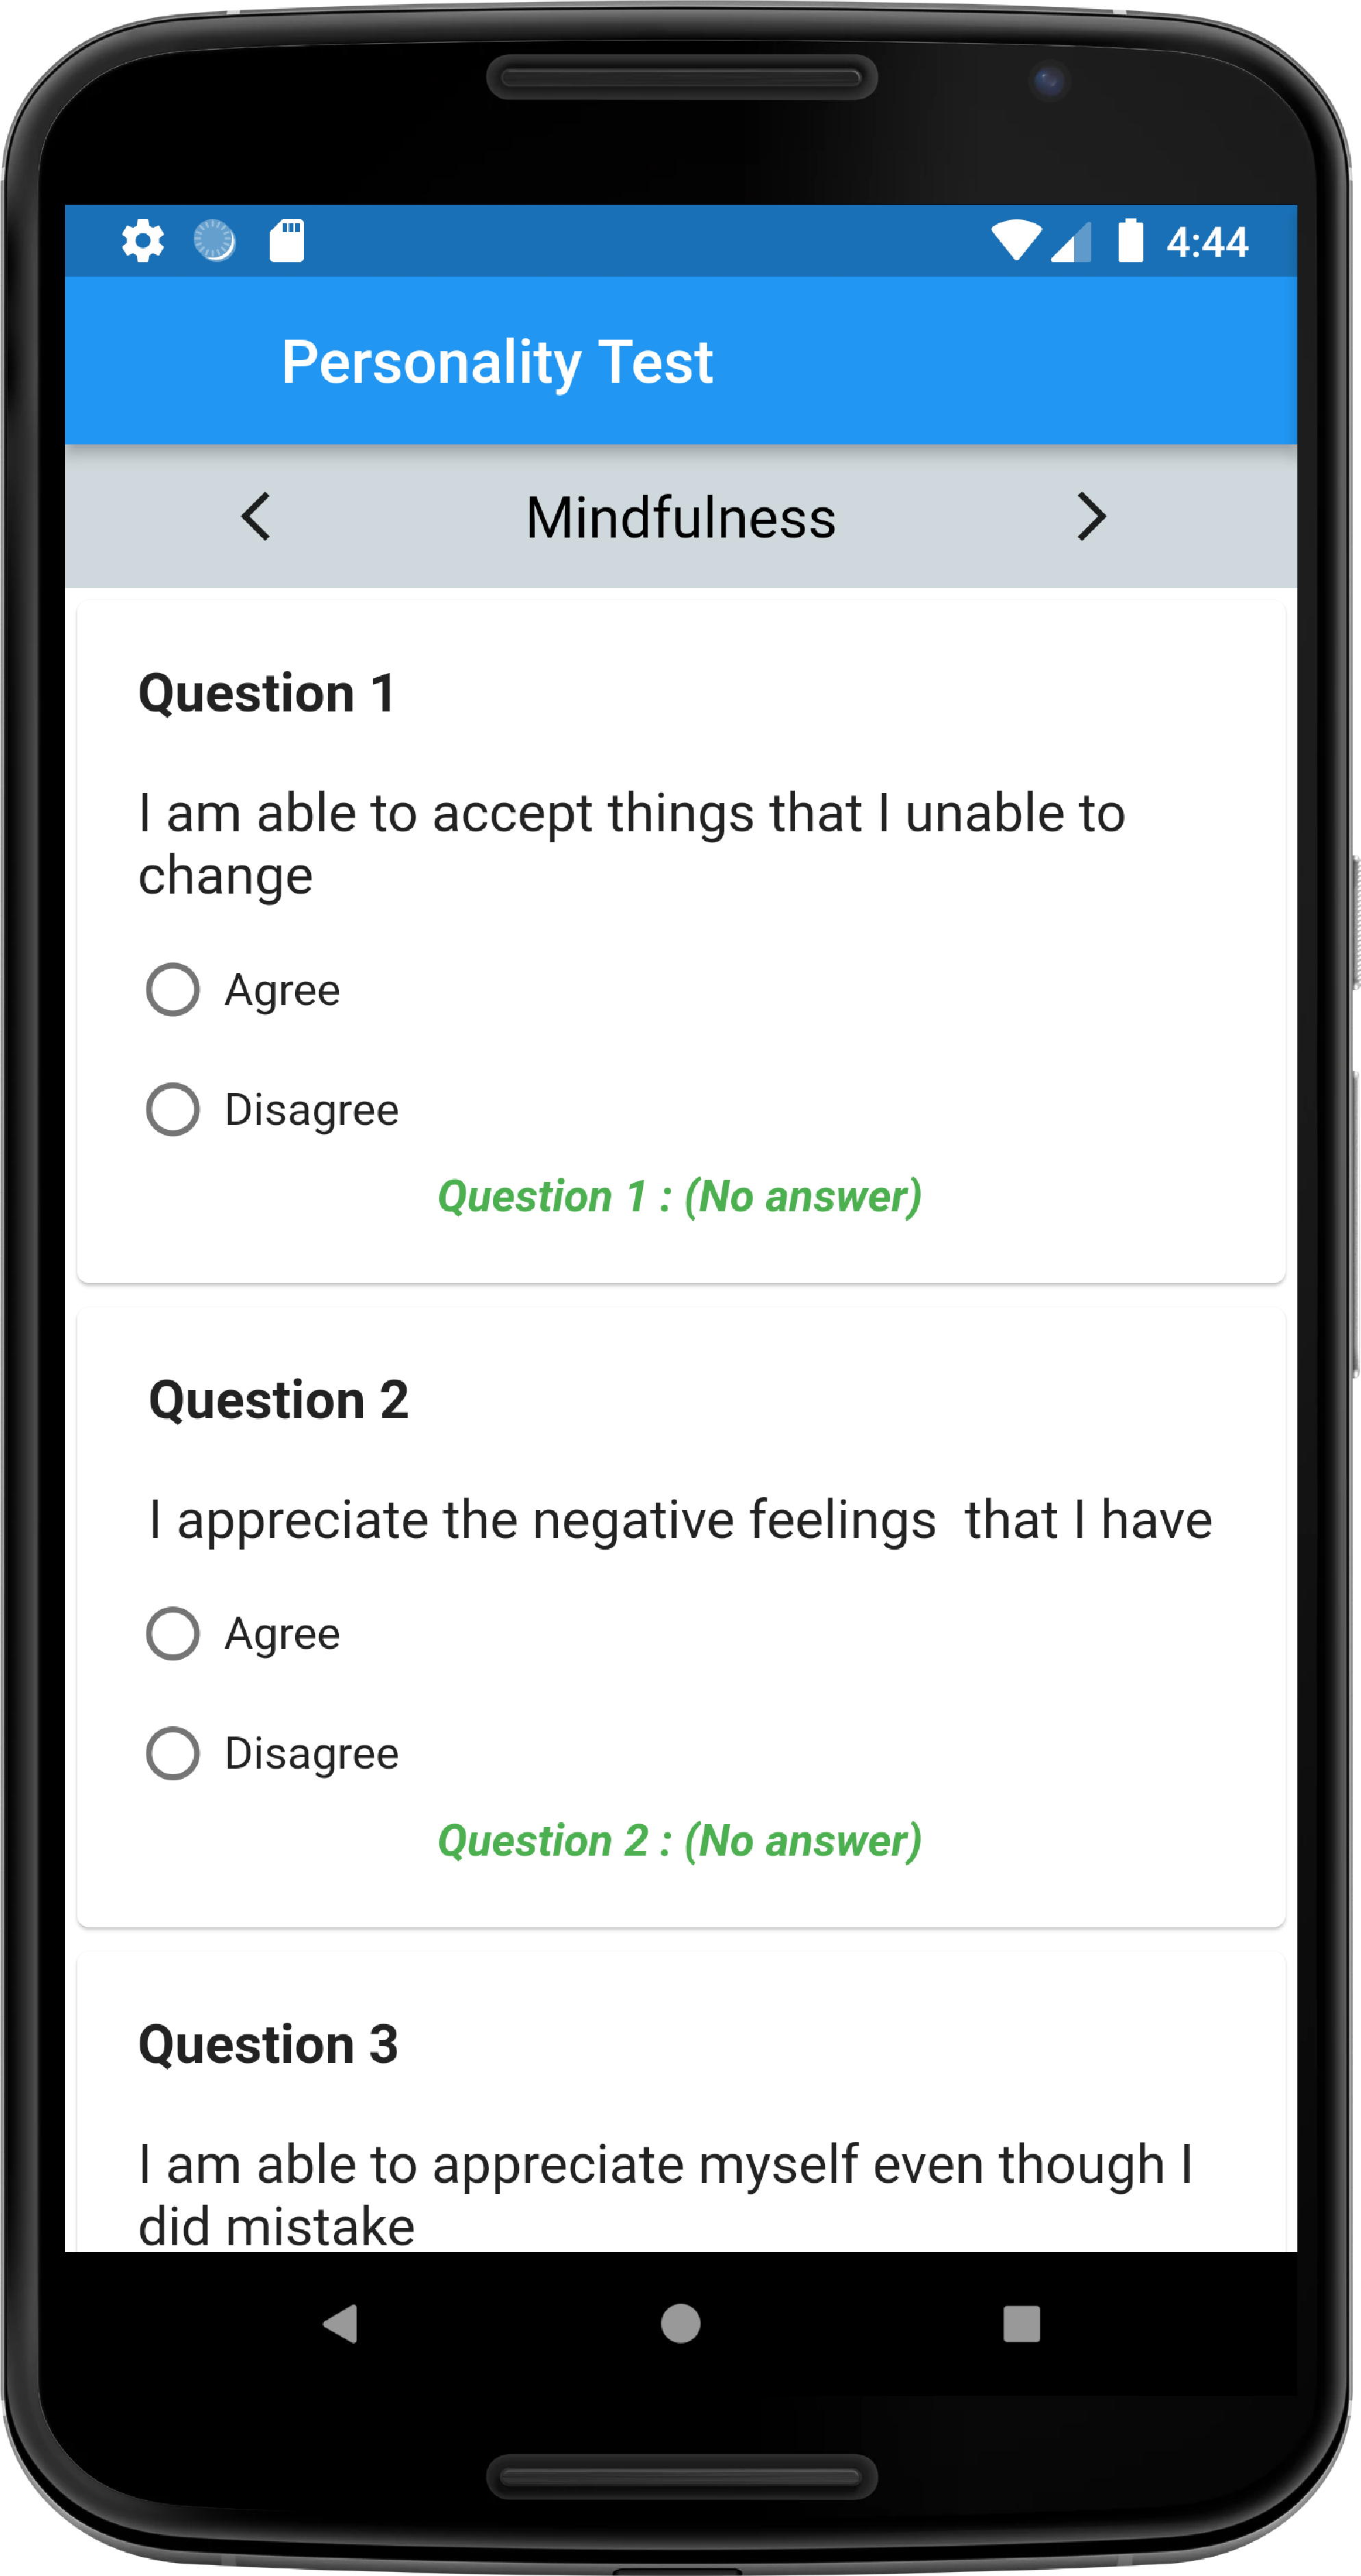 4:44
Personality Test
Mindfulness
Question 1
I am able to accept things that I unable to
change
Agree
Disagree
Question 1 : (No answer)
Question 2
I appreciate the negative feelings  that I have
Agree
Disagree
Question 2 : (No answer)
Question 3
I am able to appreciate myself even though I
did mistake